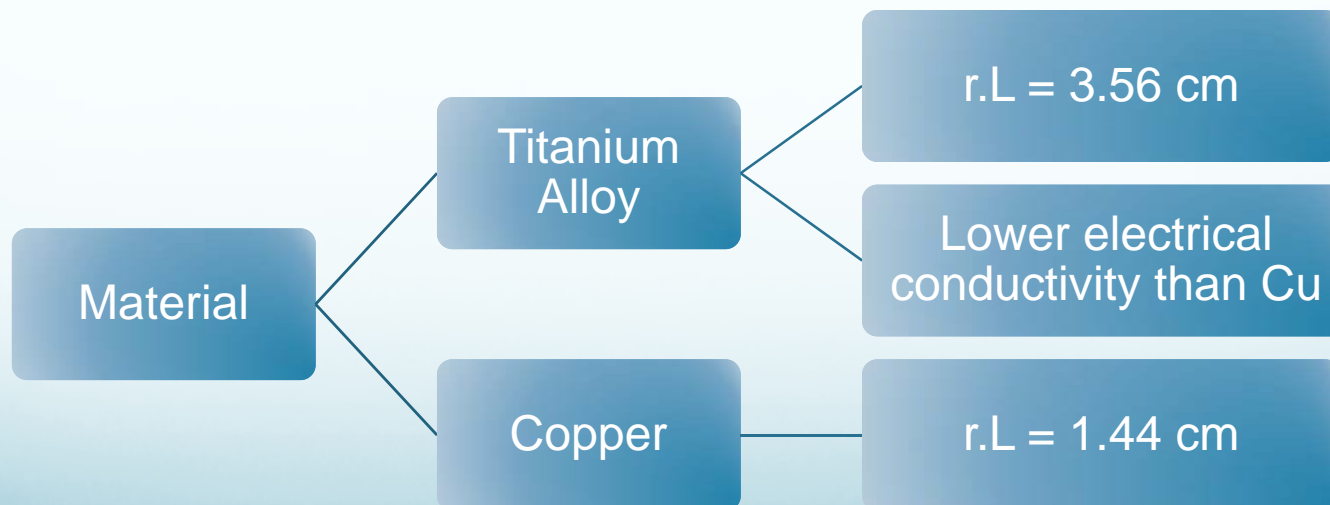 Material
Titanium
Alloy
Copper
r.L = 3.56 cm
Lower electrical
conductivity than Cu
r.L = 1.44 cm